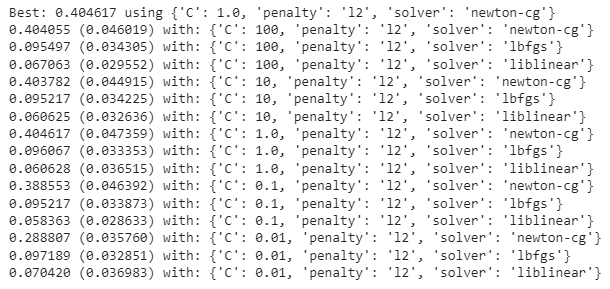 Best: 0.404617 using {'C': 1.0, 'penalty': 'l2', 'solver': 'newton-cg'}
0.404055 (0.046019) with: {'C': 100, 'penalty': 'l2', 'solver': 'newton-cg'}
0.095497 (0.034305) with: {'C': 100, 'penalty': 'l2', 'solver': 'lbfgs'}
0.067063 (0.029552) with: {'C': 100, 'penalty': 'l2', 'solver': 'liblinear'}
0.403782 (0.044915) with: {'C': 10, 'penalty': 'l2', 'solver': 'newton-cg'}
0.095217 (0.034225) with: {'C': 10, 'penalty': 'l2', 'solver': 'lbfgs'}
0.060625 (0.032636) with: {'C': 10, 'penalty': 'l2', 'solver': 'liblinear'}
0.404617 (0.047359) with: {'C': 1.0, 'penalty': 'l2', 'solver': 'newton-cg'}
0.096067 (0.033353) with: {'C': 1.0, 'penalty': 'l2', 'solver': 'lbfgs'}
0.060628 (0.036515) with: {'C': 1.0, 'penalty': 'l2', 'solver': 'liblinear'}
0.388553 (0.046392) with: {'C': 0.1, 'penalty': 'l2', 'solver': 'newton-cg'}
0.095217 (0.033873) with: {'C': 0.1, 'penalty': 'l2', 'solver': 'lbfgs'}
0.058363 (0.028633) with: {'C': 0.1, 'penalty': 'l2', 'solver': 'liblinear'}
0.288807 (0.035760) with: {'C': 0.01, 'penalty': 'l2', 'solver': 'newton-cg'}
0.097189 (0.032851) with: {'C': 0.01, 'penalty': 'l2', 'solver': 'lbfgs'}
0.070420 (0.036983) with: {'C': 0.01, 'penalty': 'l2', 'solver': 'liblinear'}